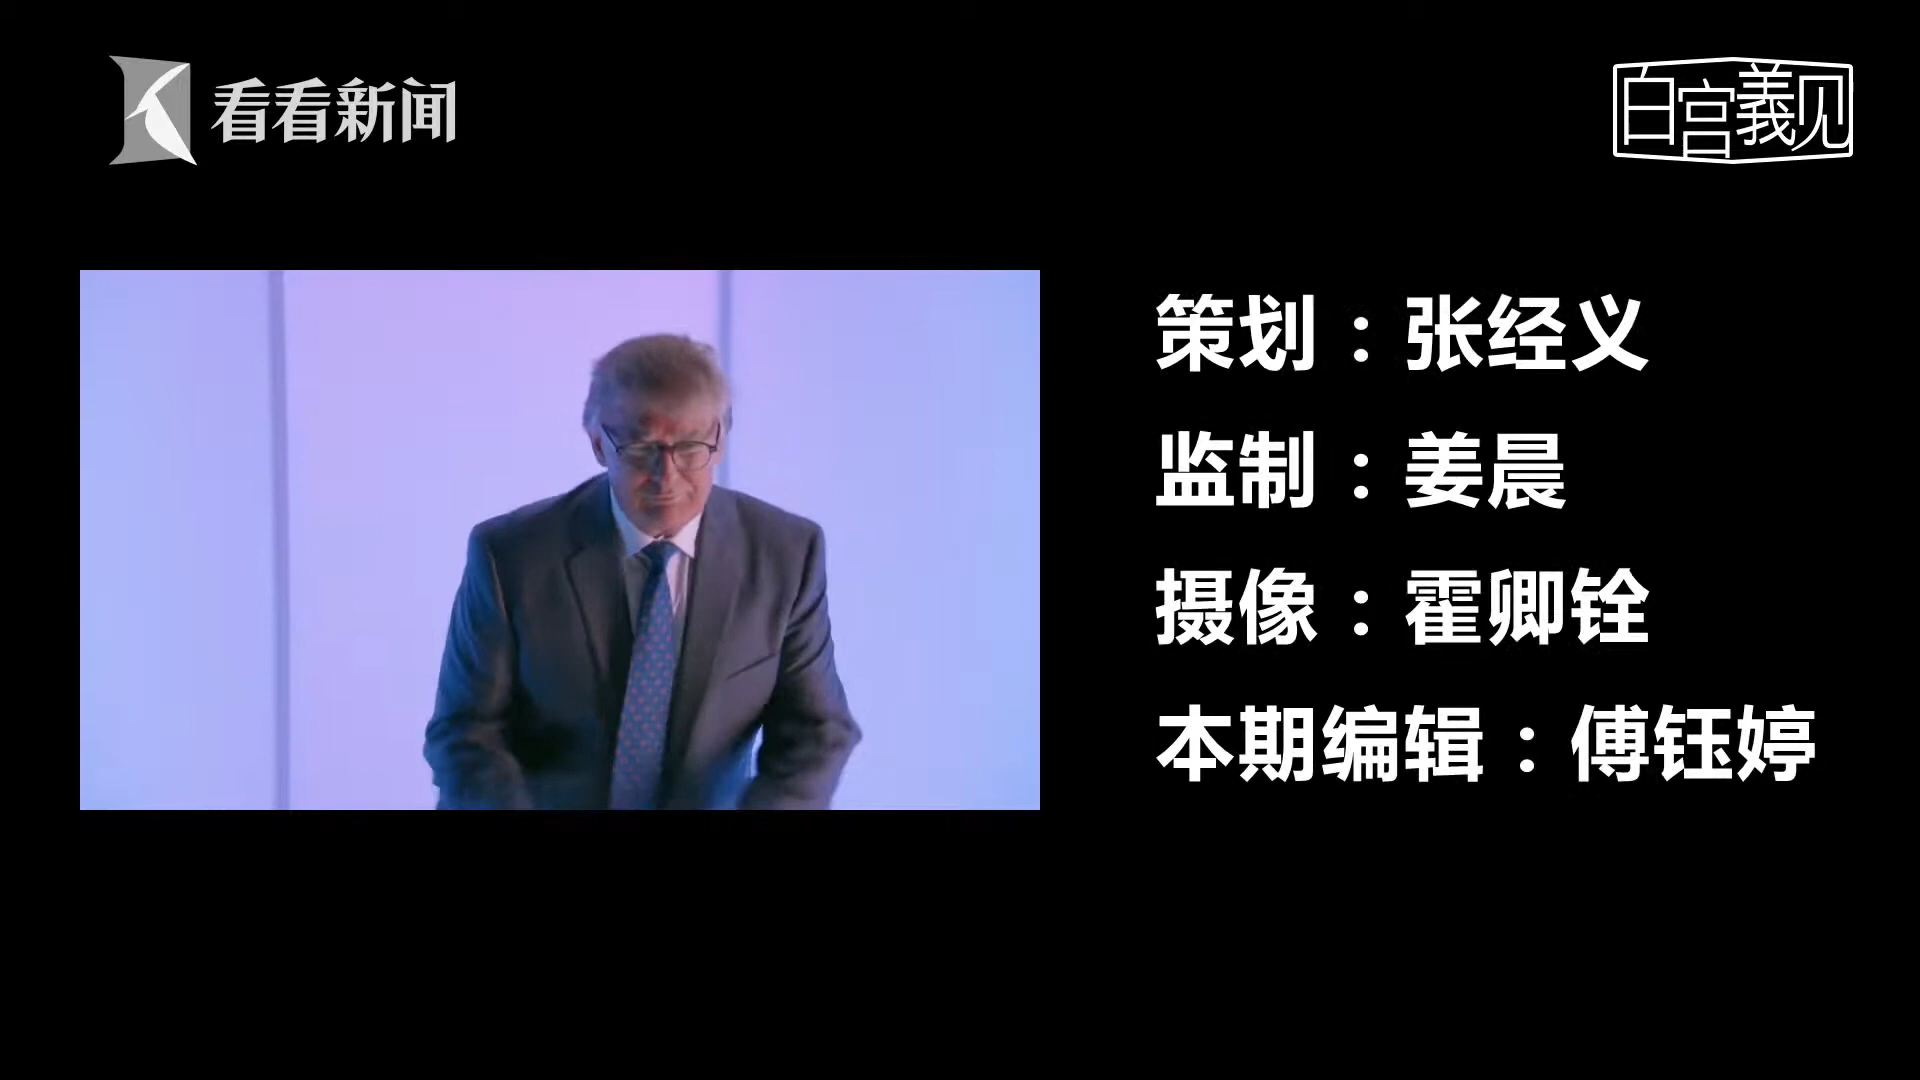 看看新闻
白宫義见
策划：张经义
监制：姜晨
摄像：霍卿铨
本期编辑：傅钰婷